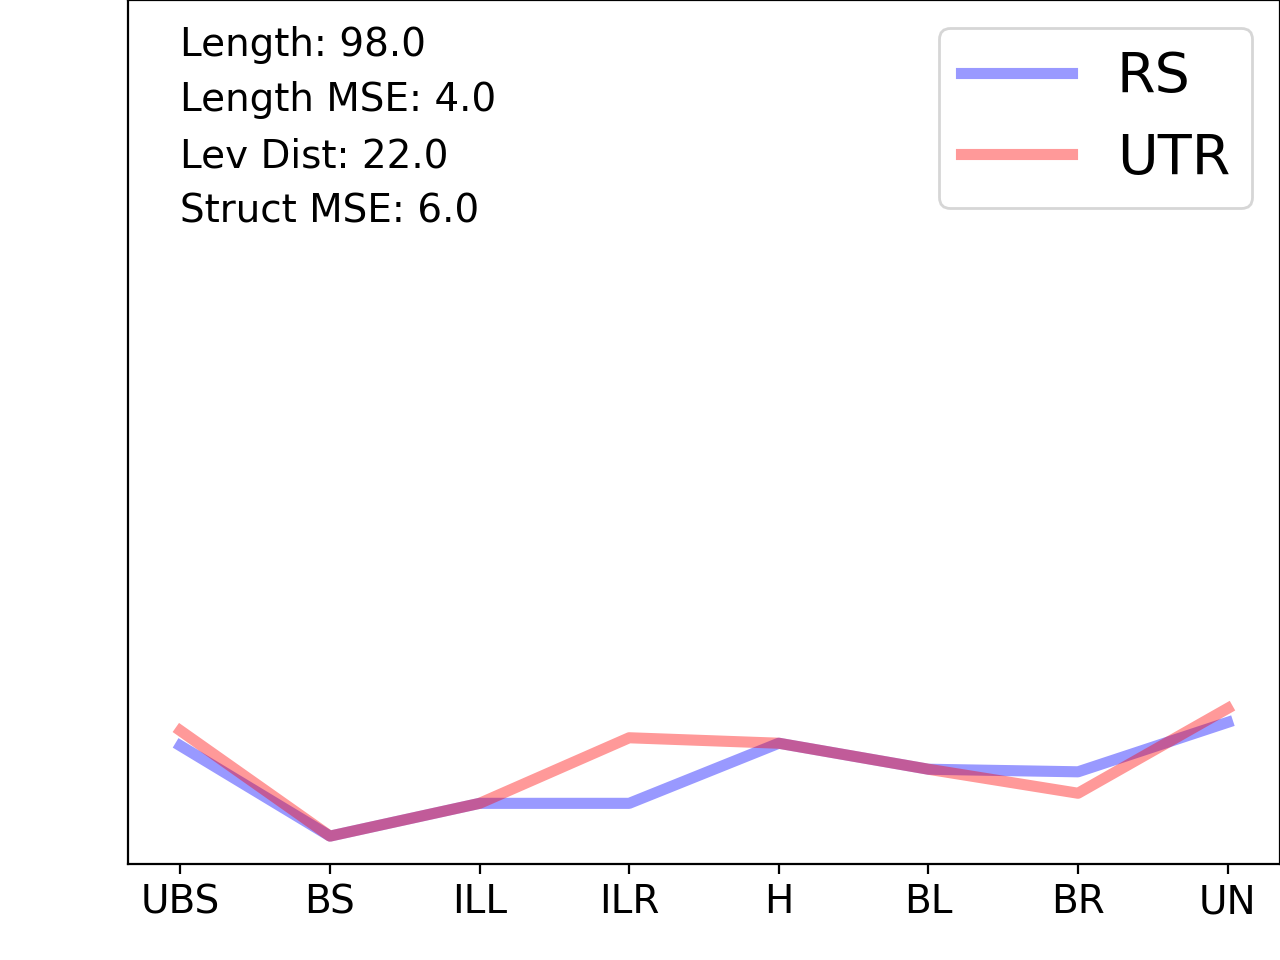 Length: 98.0
Length MSE: 4.0
Lev Dist: 22.0
Struct MSE: 6.0
RS
UTR
UBS BS ILL ILR H BL BR UN